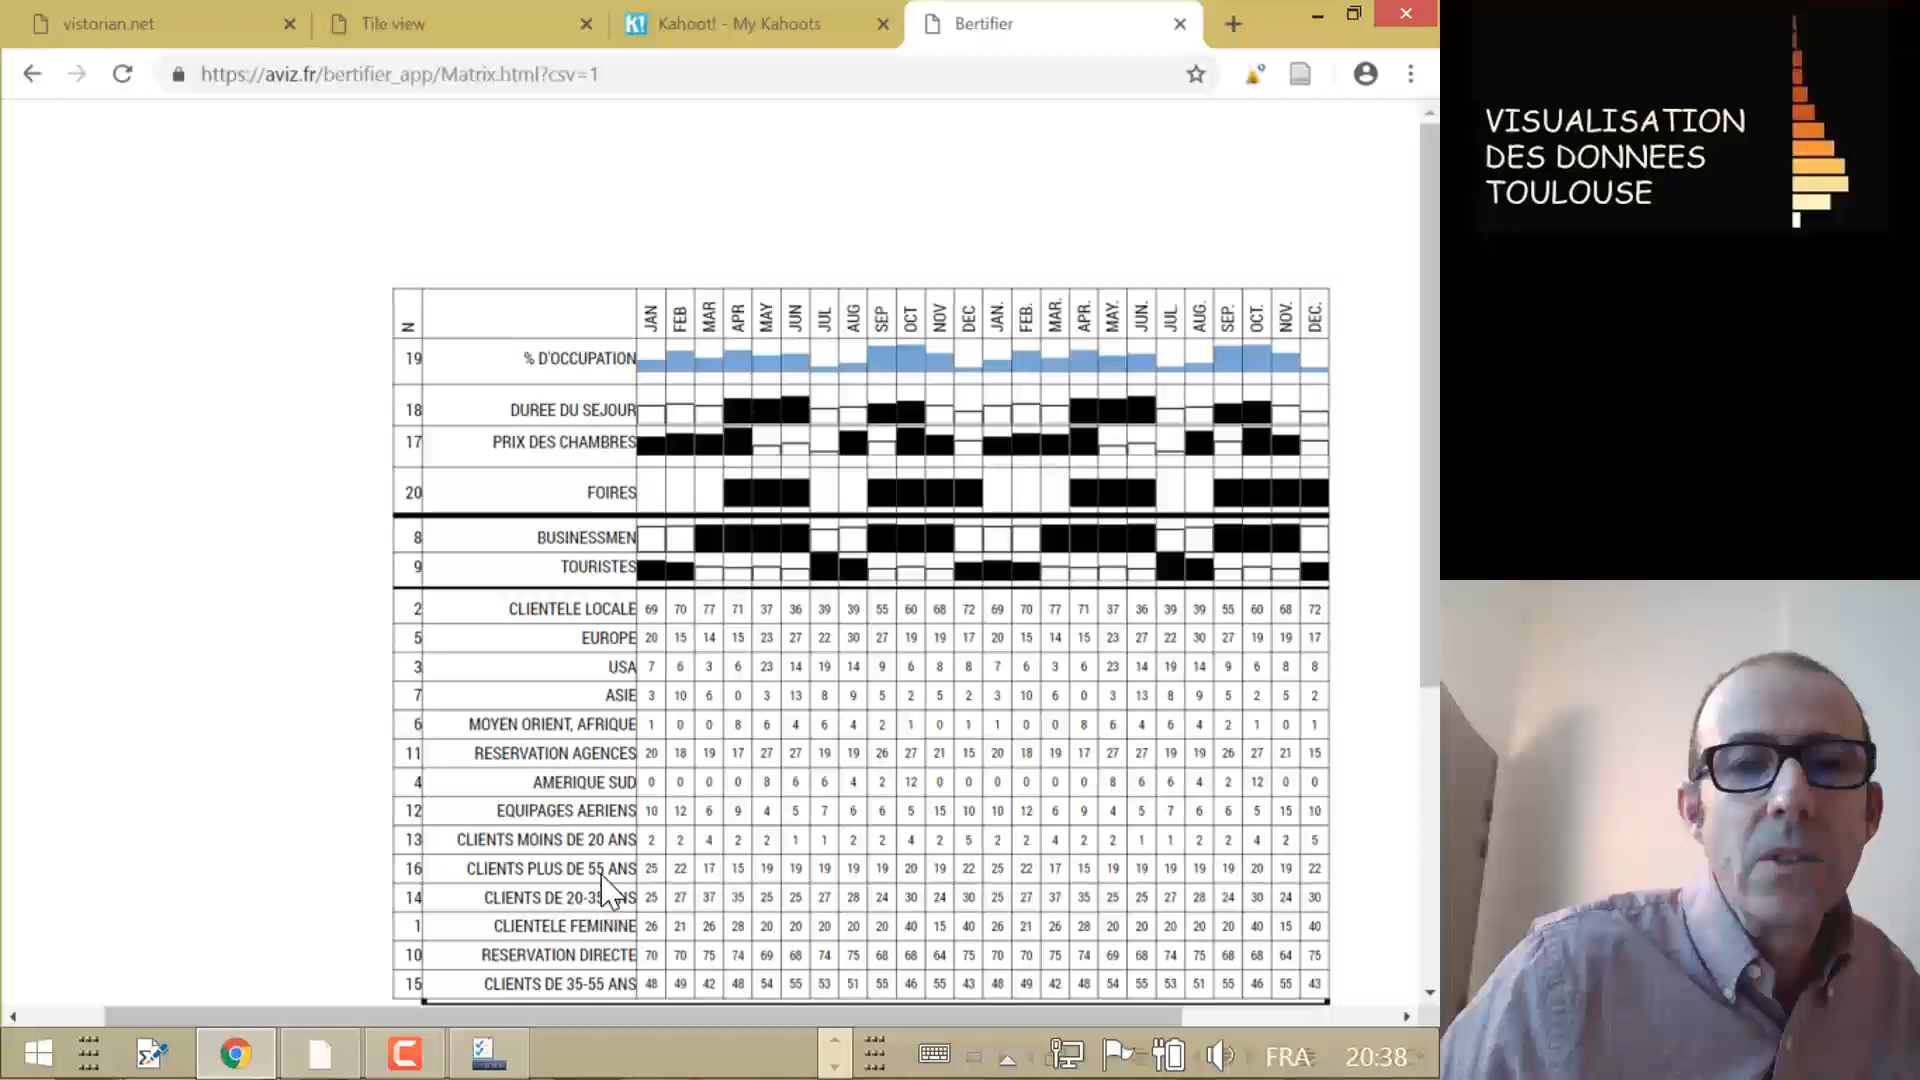 vistorian.net
Tile view
K! Kahoot! - My Kahoots
Bertifier
https://aviz.fr/bertifier_app/Matrix.html?csv=1
VISUALISATION
DES DONNEES
TOULOUSE
N JAN FEB MAR APR MAY JUN JUL AUG SEP OCT NOV DEC JAN. FEB. MAR. APR. MAY. JUN. JUL. AUG. SEP. OCT. NOV. DEC.
19 % D'OCCUPATION
18 DUREE DU SEJOUR
17 PRIX DES CHAMBRES
20 FOIRES
8 BUSINESSMEN
9 TOURISTES
2 CLIENTELE LOCALE 69 70 77 71 37 36 39 39 55 60 68 72 69 70 77 71 37 36 39 39 55 60 68 72
5 EUROPE 20 15 14 15 23 27 22 30 27 19 19 17 20 15 14 15 23 27 22 30 27 19 19 17
3 USA 7 6 3 6 23 14 19 14 9 6 8 8 7 6 3 6 23 14 19 14 9 6 8 8
7 ASIE 3 10 6 0 3 13 8 9 5 2 5 2 3 10 6 0 3 13 8 9 5 2 5 2
6 MOYEN ORIENT, AFRIQUE 1 0 0 8 6 4 6 4 2 1 0 1 1 0 0 8 6 4 6 4 2 1 0 1
11 RESERVATION AGENCES 20 18 19 17 27 27 19 19 26 27 21 15 20 18 19 17 27 27 19 19 26 27 21 15
4 AMERIQUE SUD 0 0 0 0 8 6 6 4 2 12 0 0 0 0 0 0 8 6 6 4 2 12 0 0
12 EQUIPAGES AERIENS 10 12 6 9 4 5 7 6 6 5 15 10 10 12 6 9 4 5 7 6 6 5 15 10
13 CLIENTS MOINS DE 20 ANS 2 2 4 2 2 1 1 2 2 4 2 5 2 2 4 2 2 1 1 2 2 4 2 5
16 CLIENTS PLUS DE 55 ANS 25 22 17 15 19 19 19 19 19 20 19 22 25 22 17 15 19 19 19 19 19 20 19 22
14 CLIENTS DE 20-35 ANS 25 27 37 35 25 25 27 28 24 30 24 30 25 27 37 35 25 25 27 28 24 30 24 30
1 CLIENTELE FEMININE 26 21 26 28 20 20 20 20 20 40 15 40 26 21 26 28 20 20 20 20 20 40 15 40
10 RESERVATION DIRECTE 70 70 75 74 69 68 74 75 68 68 64 75 70 70 75 74 69 68 74 75 68 68 64 75
15 CLIENTS DE 35-55 ANS 48 49 42 48 54 55 53 51 55 46 55 43 48 49 42 48 54 55 53 51 55 46 55 43
FRA 20:38